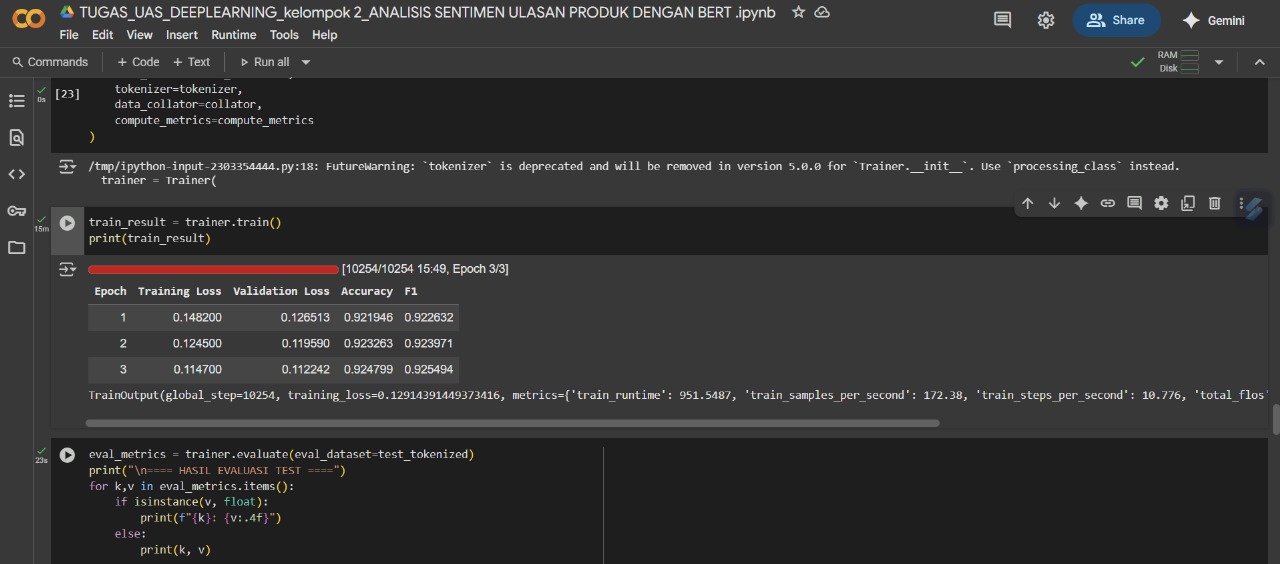 TUGAS_UAS_DEEPLEARNING_kelompok 2_ANALISIS SENTIMEN ULASAN PRODUK DENGAN BERT .ipynb
File Edit View Insert Runtime Tools Help
Share
Gemini
Commands + Code + Text Run all
RAM
Disk
0s
[23]
tokenizer=tokenizer,
data_collator=collator,
compute_metrics=compute_metrics
)
/tmp/ipython-input-2303354444.py:18: FutureWarning: `tokenizer` is deprecated and will be removed in version 5.0.0 for `Trainer.__init__`. Use `processing_class` instead.
trainer = Trainer(
15m
train_result = trainer.train()
print(train_result)
[10254/10254 15:49, Epoch 3/3]
Epoch Training Loss Validation Loss Accuracy F1
1 0.148200 0.126513 0.921946 0.922632
2 0.124500 0.119590 0.923263 0.923971
3 0.114700 0.112242 0.924799 0.925494
TrainOutput(global_step=10254, training_loss=0.12914391449373416, metrics={'train_runtime': 951.5487, 'train_samples_per_second': 172.38, 'train_steps_per_second': 10.776, 'total_flos'
23s
eval_metrics = trainer.evaluate(eval_dataset=test_tokenized)
print("\n==== HASIL EVALUASI TEST ====")
for k,v in eval_metrics.items():
if isinstance(v, float):
print(f"{k}: {v:.4f}")
else:
print(k, v)